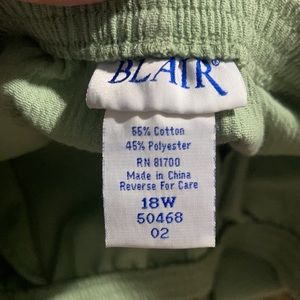 BLAIR®
55% Cotton
45% Polyester
RN 81700
Made in China
Reverse For Care
18W
50468
02